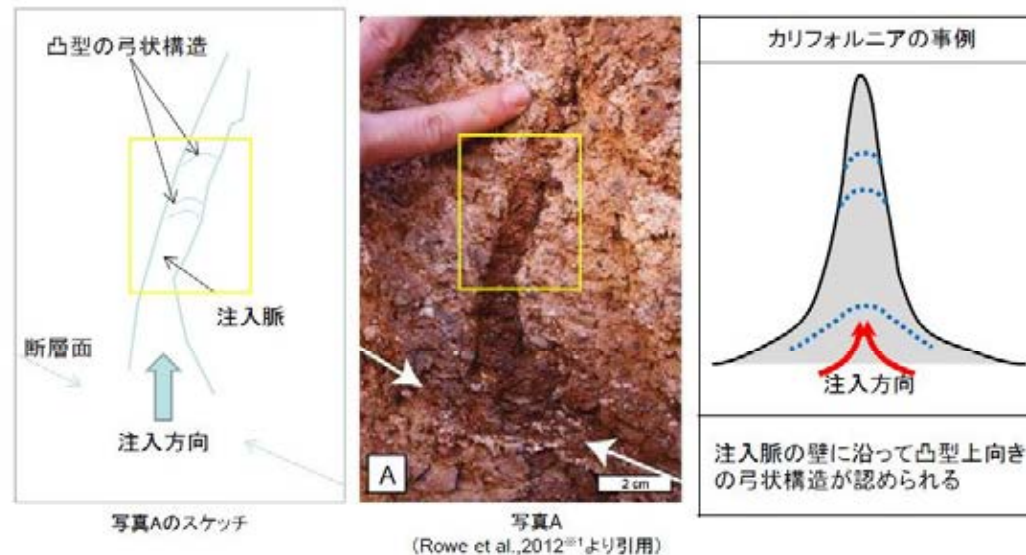 凸型の弓状構造
注入脈
断層面
注入方向
写真Aのスケッチ
A
2 cm
写真A
(Rowe et al.,2012※1より引用)
カリフォルニアの事例
注入方向
注入脈の壁に沿って凸型上向き
の弓状構造が認められる